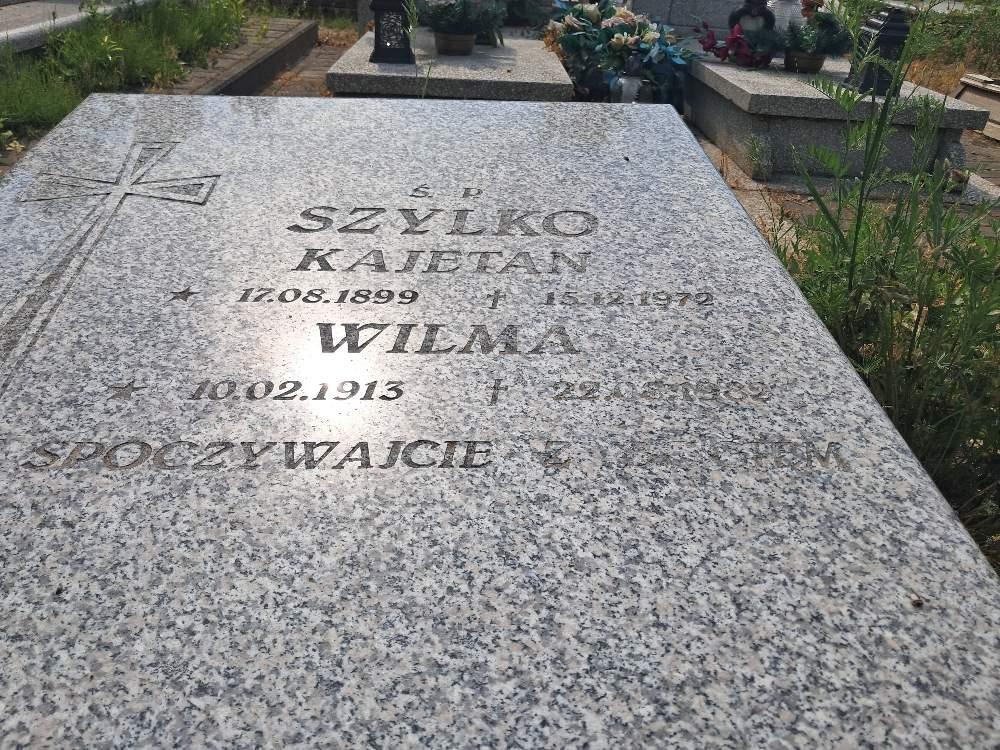 Ś. P.
SZYLKO
KAJETAN
★ 17.08.1899 † 15.12.1972
WILMA
★ 10.02.1913 †
SPOCZYWAJCIE Z